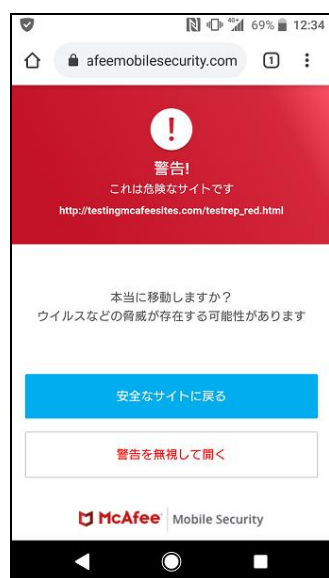 4G+ 69% 12:34
afeemobilesecurity.com 1
!
警告!
これは危険なサイトです
http://testingmcafeesites.com/testrep_red.html
本当に移動しますか？
ウイルスなどの脅威が存在する可能性があります
安全なサイトに戻る
警告を無視して開く
McAfee Mobile Security